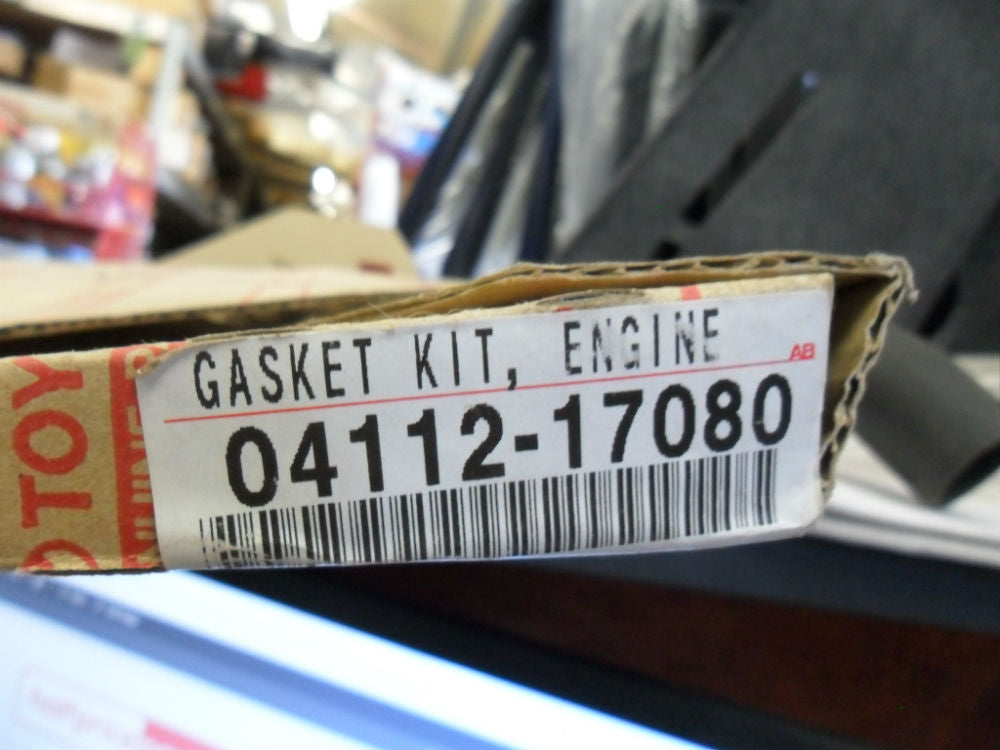 GASKET KIT, ENGINE
AB
04112-17080
TOY